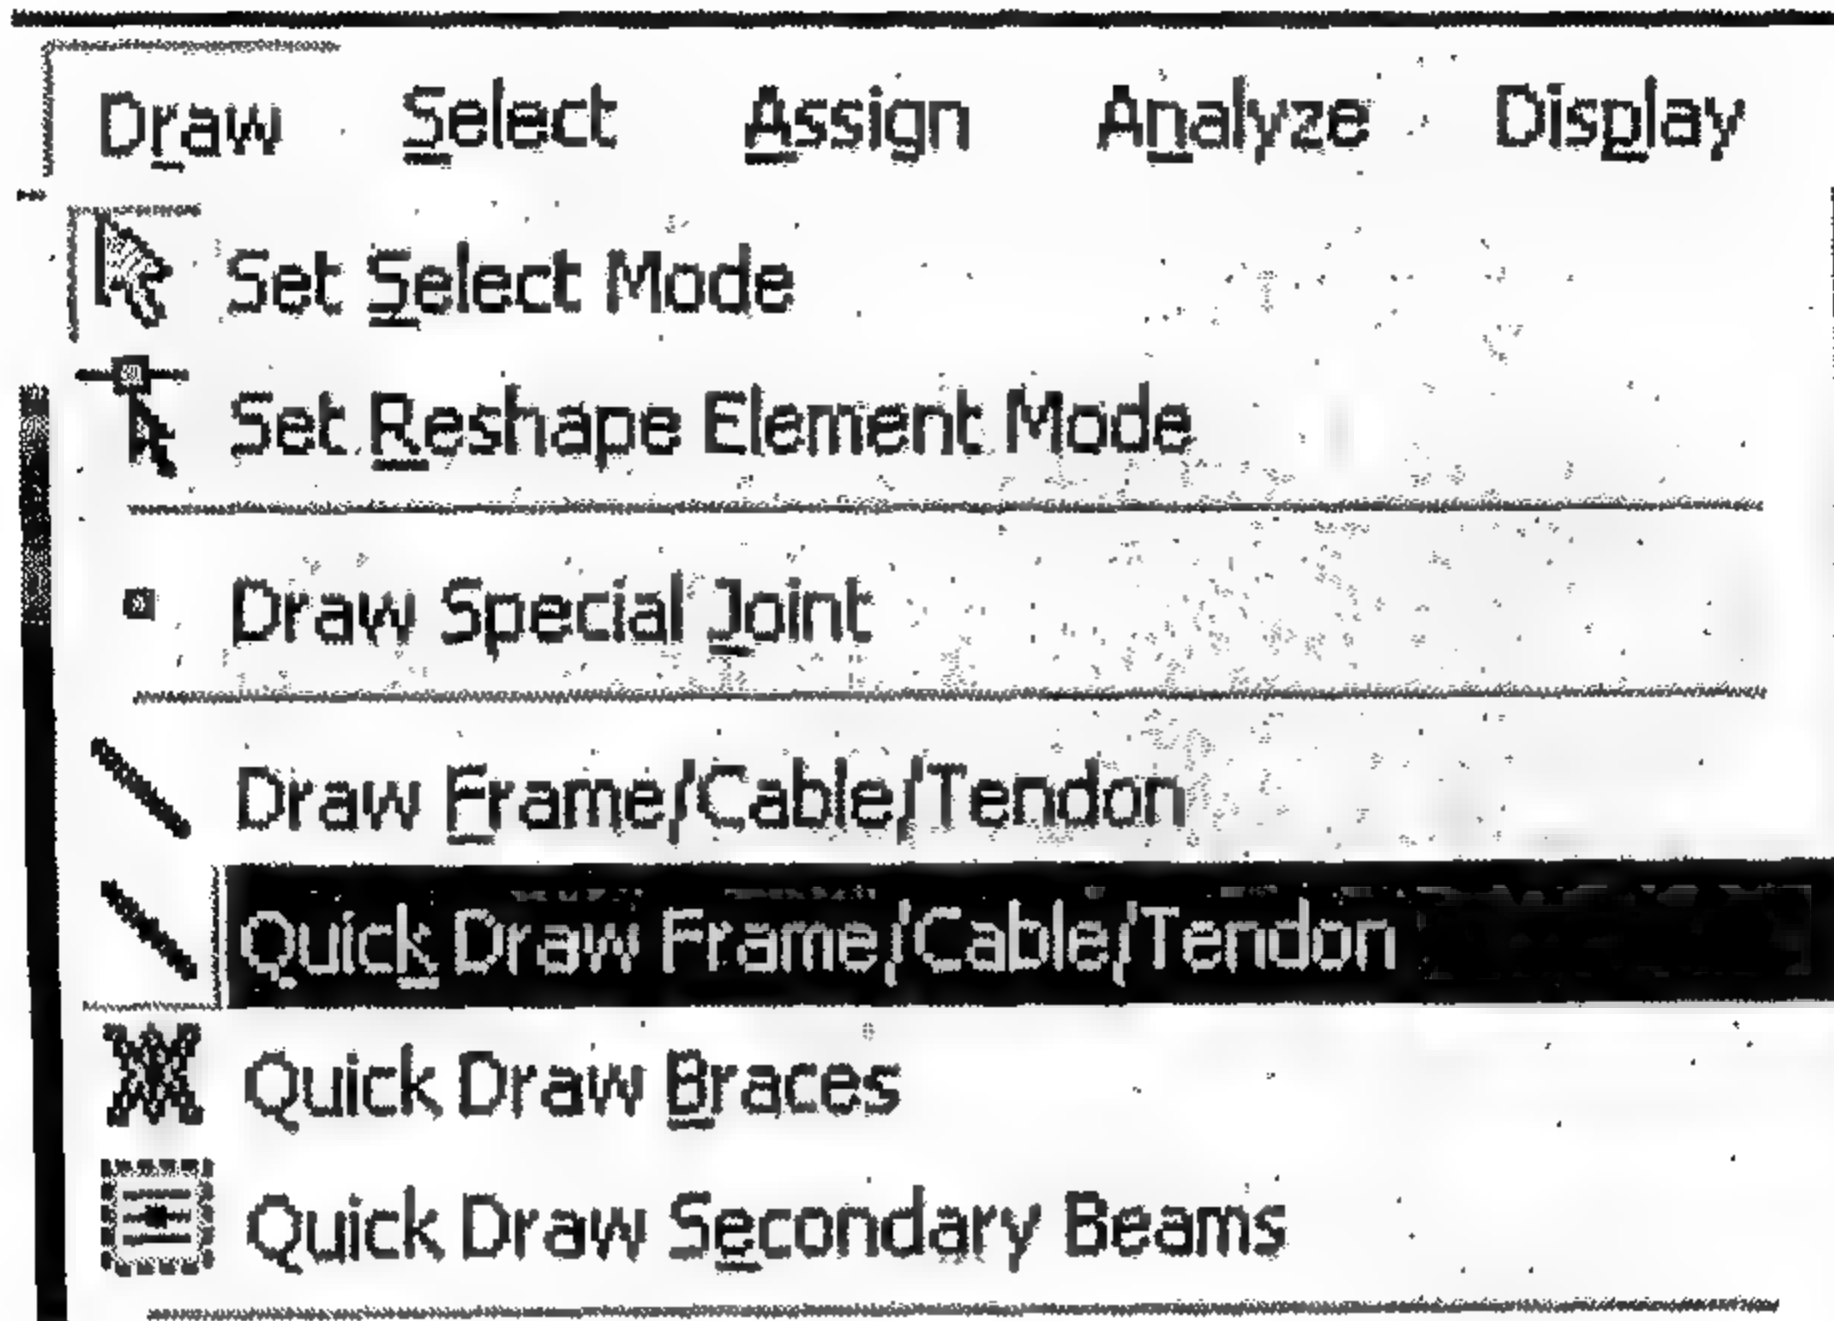 Draw Select Assign Analyze Display
Set Select Mode
Set Reshape Element Mode
Draw Special Joint
Draw Frame/Cable/Tendon
Quick Draw Frame/Cable/Tendon
Quick Draw Braces
Quick Draw Secondary Beams